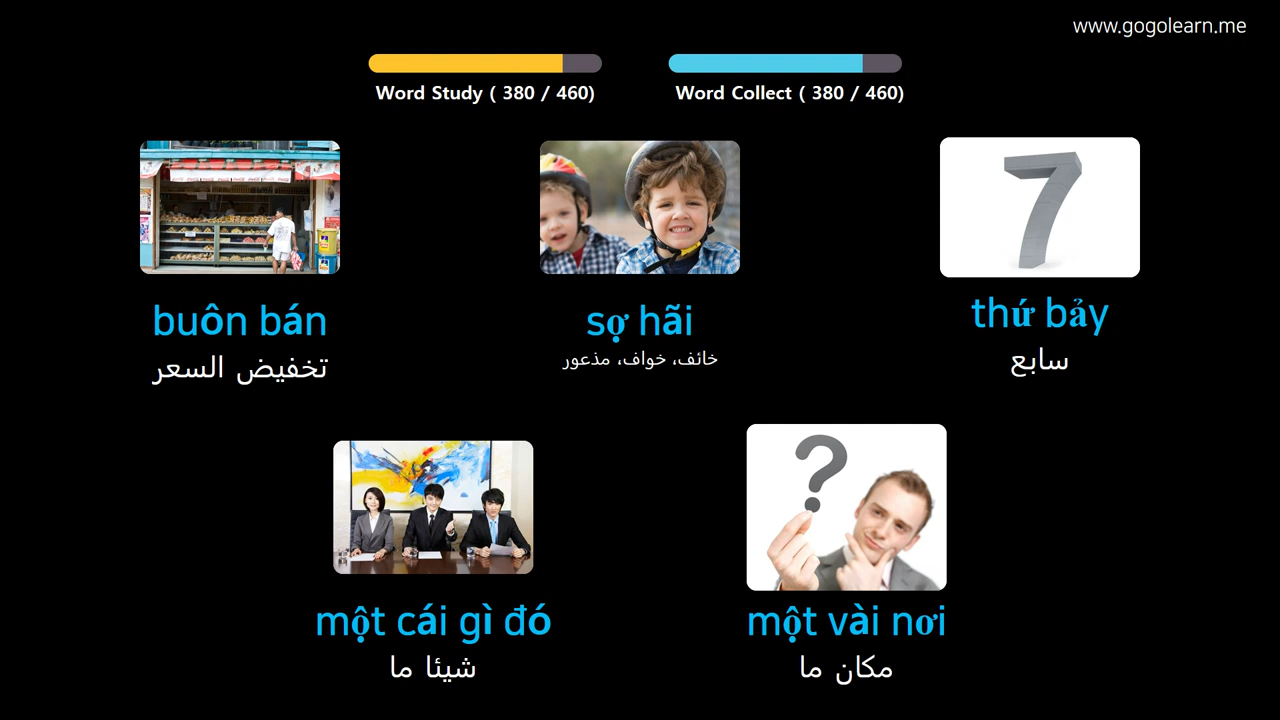 www.gogolearn.me
Word Study ( 380 / 460)
Word Collect ( 380 / 460)
buôn bán
تخفيض السعر
sợ hãi
خائف، خواف، مذعور
thứ bảy
سابع
một cái gì đó
شيئا ما
một vài nơi
مكان ما